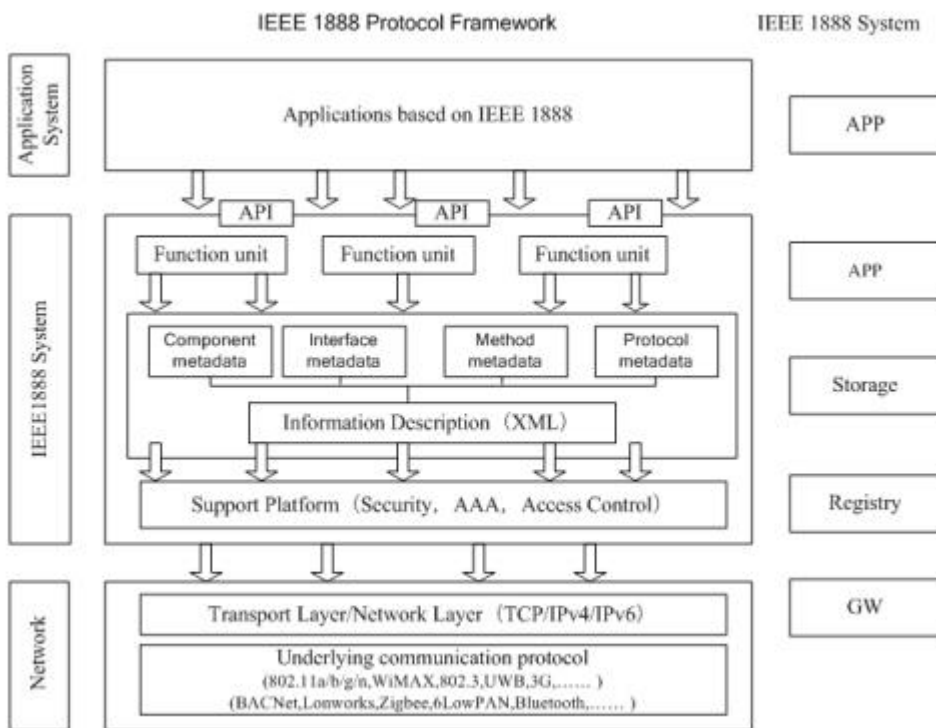 IEEE 1888 Protocol Framework
IEEE 1888 System
Application
System
Applications based on IEEE 1888
APP
API
API
API
IEEE1888 System
Function unit
Function unit
Function unit
APP
Component
metadata
Interface
metadata
Method
metadata
Protocol
metadata
Storage
Information Description（XML）
Support Platform（Security， AAA， Access Control）
Registry
Network
Transport Layer/Network Layer（TCP/IPv4/IPv6）
GW
Underlying communication protocol
(802.11a/b/g/n,WiMAX,802.3,UWB,3G,…… )
(BACNet,Lonworks,Zigbee,6LowPAN,Bluetooth,…… )